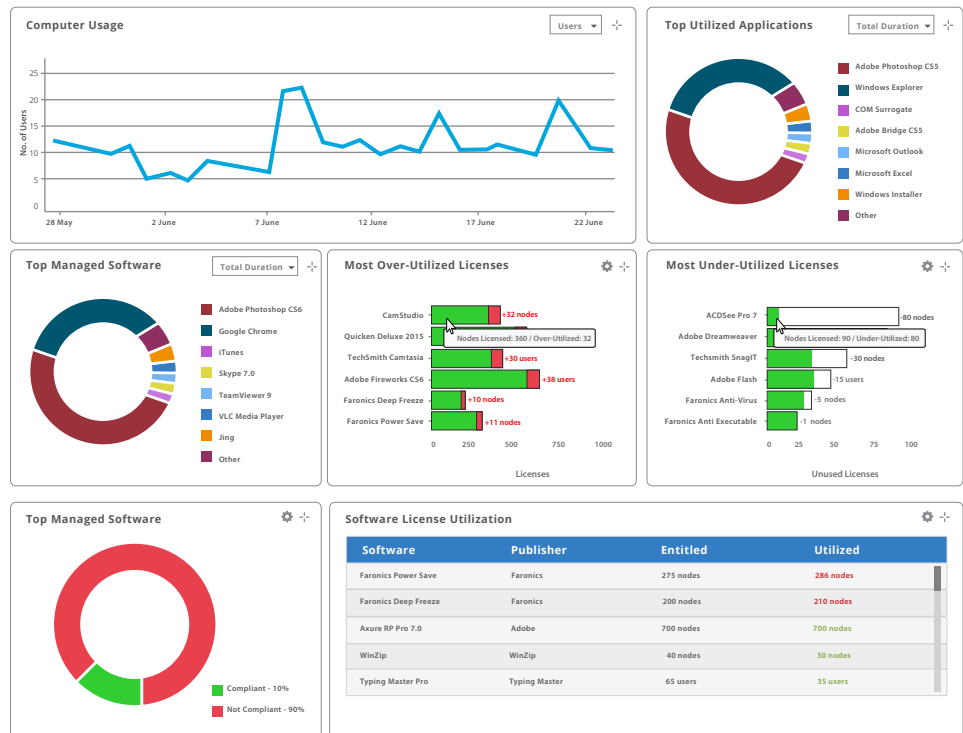 Computer Usage
Users
No. of Users
25
20
15
10
5
0
28 May
2 June
7 June
12 June
17 June
22 June
Top Utilized Applications
Total Duration
Adobe Photoshop CS5
Windows Explorer
COM Surrogate
Adobe Bridge CS5
Microsoft Outlook
Microsoft Excel
Windows Installer
Other
Top Managed Software
Total Duration
Adobe Photoshop CS6
Google Chrome
iTunes
Skype 7.0
TeamViewer 9
VLC Media Player
Jing
Other
Most Over-Utilized Licenses
CamStudio +32 nodes
Quicken Deluxe 2015
Nodes Licensed: 360 / Over-Utilized: 32
TechSmith Camtasia +30 users
Adobe Fireworks CS6 +38 users
Faronics Deep Freeze +10 nodes
Faronics Power Save +11 nodes
0 250 500 750 1000
Licenses
Most Under-Utilized Licenses
ACDSee Pro 7 -80 nodes
Adobe Dreamweaver
Nodes Licensed: 90 / Under-Utilized: 80
Techsmith SnagIT -30 nodes
Adobe Flash -15 users
Faronics Anti-Virus -5 nodes
Faronics Anti Executable -1 nodes
0 25 50 75 100
Unused Licenses
Top Managed Software
Compliant - 10%
Not Compliant - 90%
Software License Utilization
Software Publisher Entitled Utilized
Faronics Power Save Faronics 275 nodes 286 nodes
Faronics Deep Freeze Faronics 200 nodes 210 nodes
Axure RP Pro 7.0 Adobe 700 nodes 700 nodes
WinZip WinZip 40 nodes 30 nodes
Typing Master Pro Typing Master 65 users 35 users